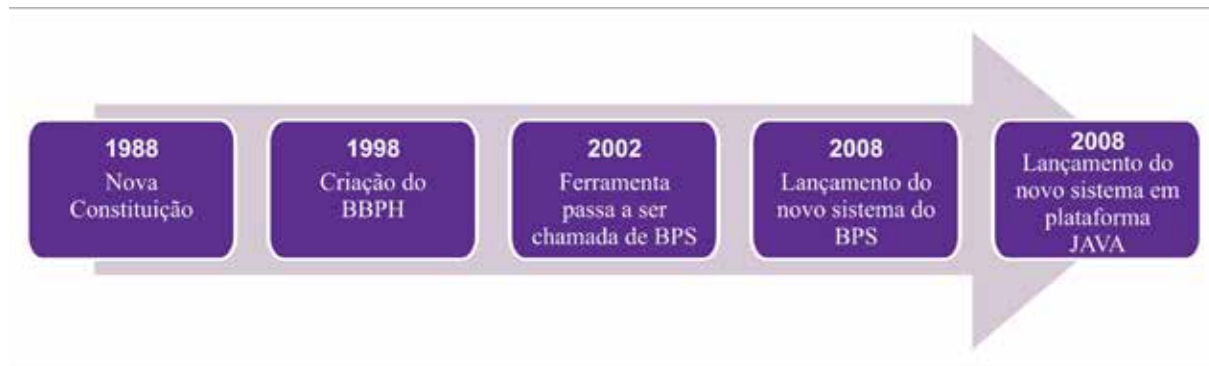 1988
Nova
Constituição
1998
Criação do
BBPH
2002
Ferramenta
passa a ser
chamada de BPS
2008
Lançamento do
novo sistema do
BPS
2008
Lançamento do
novo sistema em
plataforma
JAVA